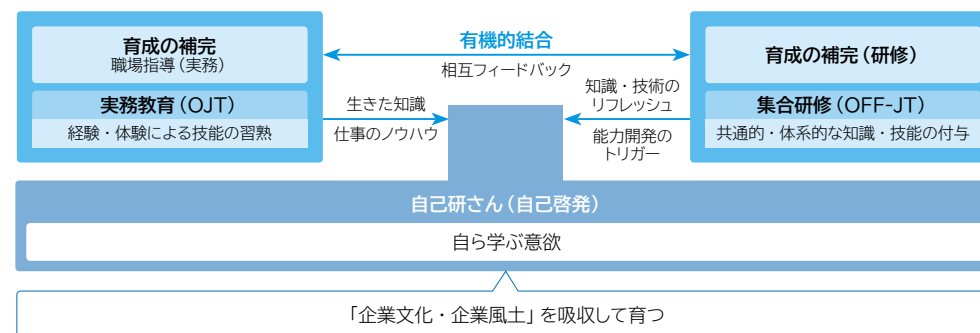 育成の補完
職場指導(実務)
実務教育(OJT)
経験・体験による技能の習熟
有機的結合
相互フィードバック
生きた知識
仕事のノウハウ
知識・技術の
リフレッシュ
能力開発の
トリガー
育成の補完(研修)
集合研修(OFF-JT)
共通的・体系的な知識・技能の付与
自己研さん(自己啓発)
自ら学ぶ意欲
「企業文化・企業風土」を吸収して育つ